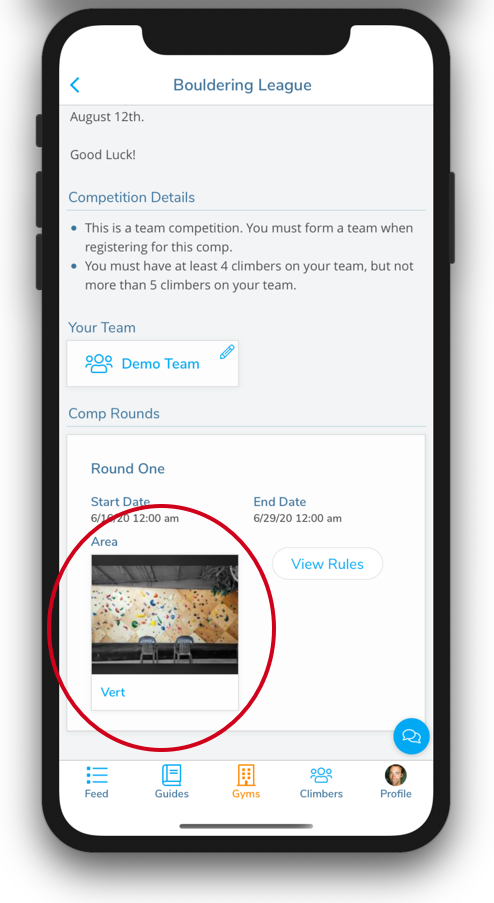 Bouldering League
August 12th.
Good Luck!
Competition Details
This is a team competition. You must form a team when
registering for this comp.
You must have at least 4 climbers on your team, but not
more than 5 climbers on your team.
Your Team
Demo Team
Comp Rounds
Round One
Start Date
End Date
6/16/20 12:00 am
6/29/20 12:00 am
Area
View Rules
Vert
Feed
Guides
Gyms
Climbers
Profile